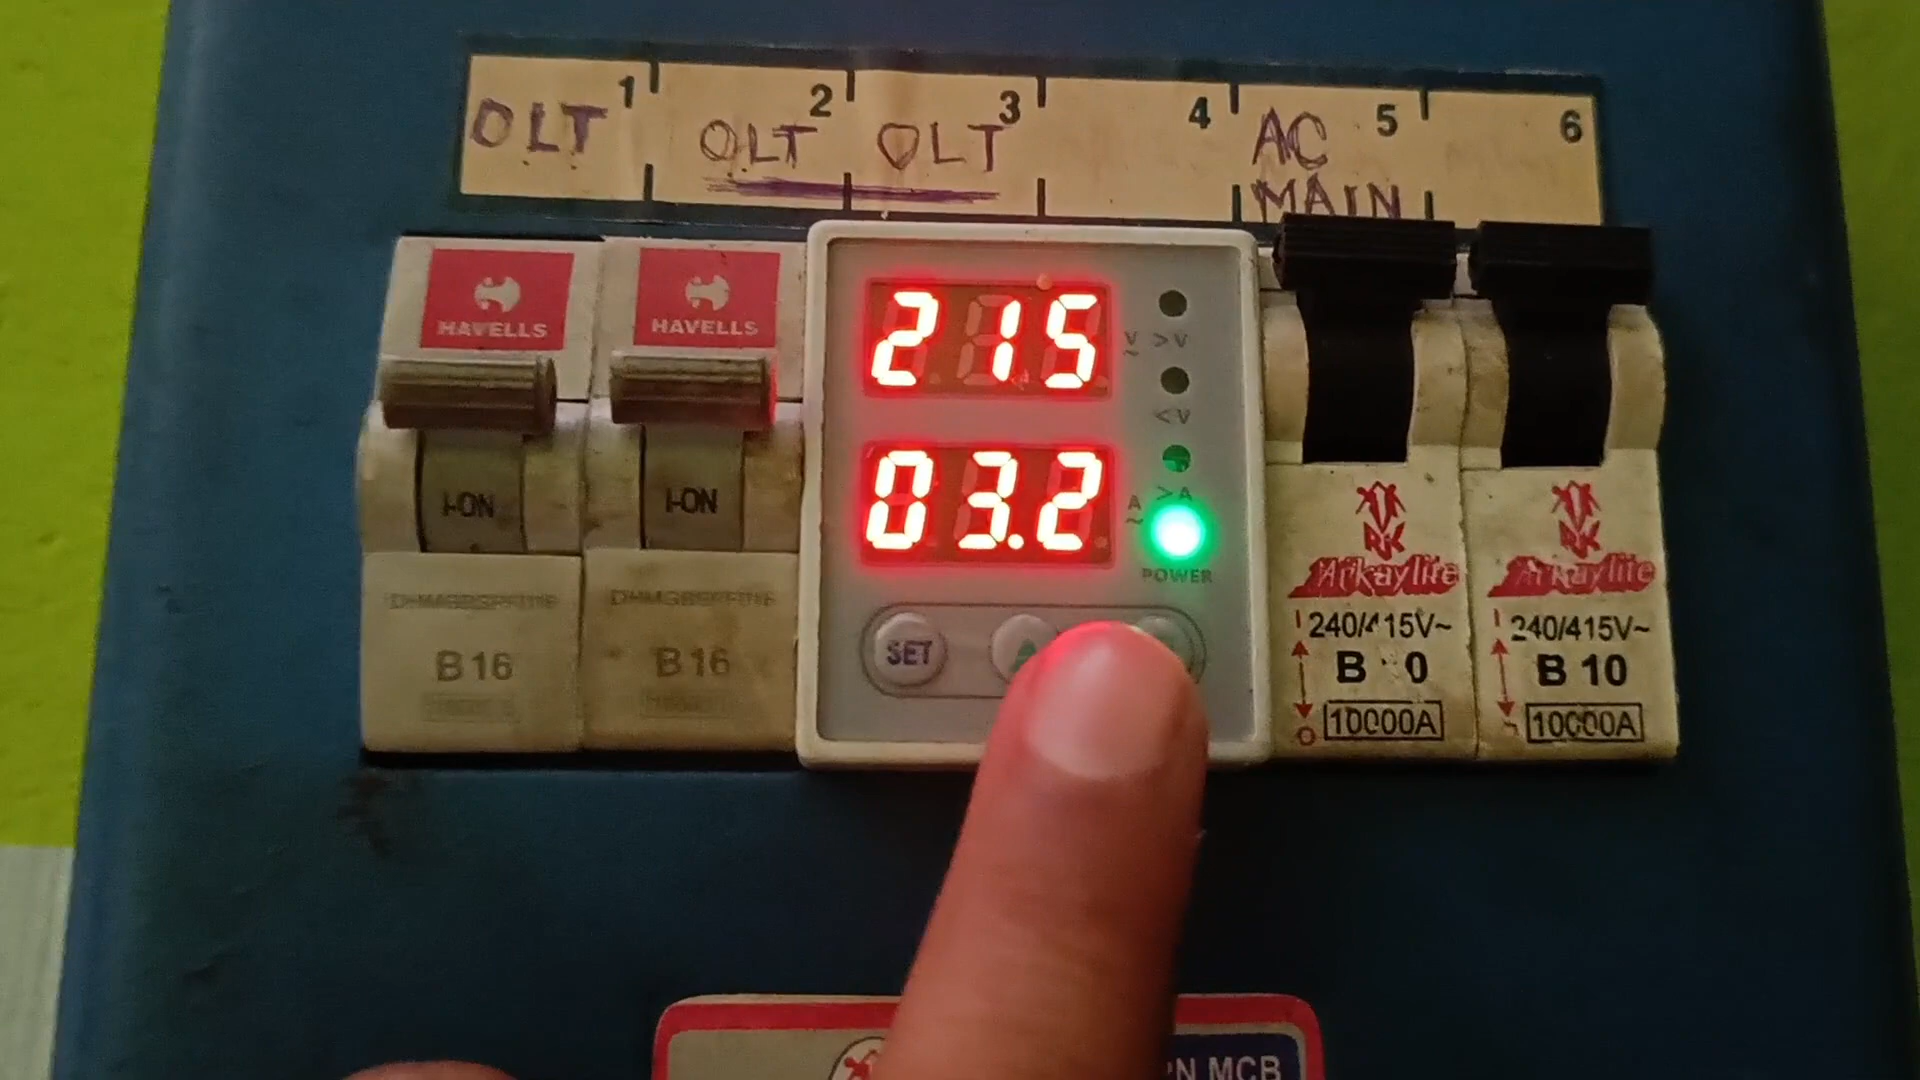 1 2 3 4 5 6
OLT OLT OLT AC
MAIN
HAVELLS HAVELLS
215
V
~
>V
<V
03.2
>A
A
~
POWER
I-ON I-ON
SET
B16 B16
Arkaylite Arkaylite
240/415V~ 240/415V~
B 0 B 10
10000A 10000A
MCB